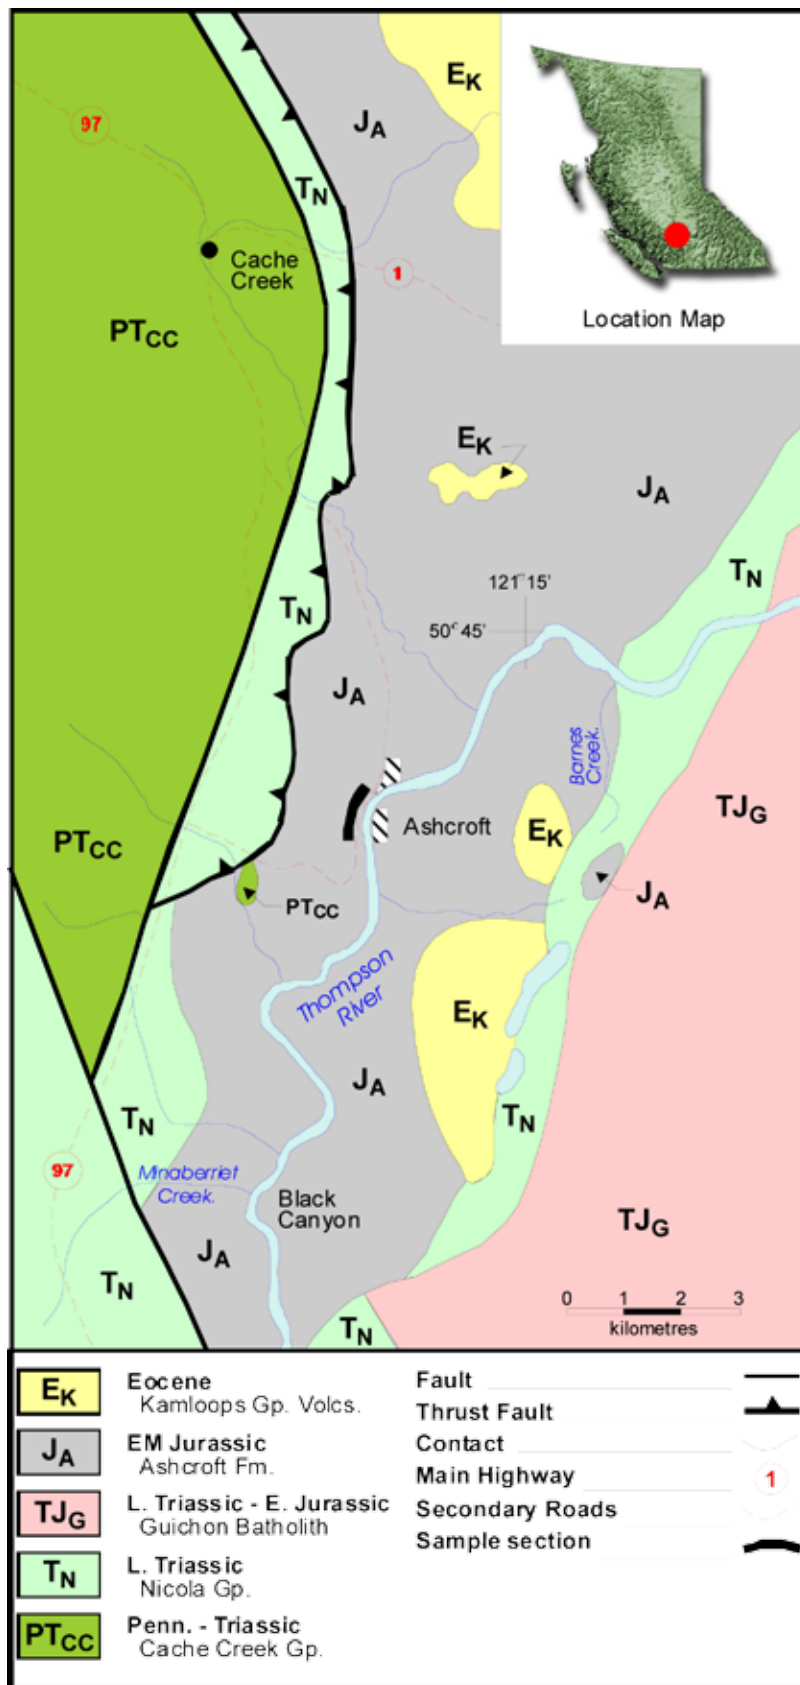 EK
97
JA
TN
Cache
Creek
1
Location Map
PTCC
EK
JA
TN
121° 15'
50° 45'
TN
JA
Barnes
Creek.
TJG
Ashcroft
EK
PTCC
JA
PTCC
Thompson
River
EK
JA
TN
TN
97
Minaberriet
Creek.
Black
Canyon
TJG
JA
TN
0 1 2 3
kilometres
TN
EK Eocene
Kamloops Gp. Volcs.
JA EM Jurassic
Ashcroft Fm.
TJG L. Triassic - E. Jurassic
Guichon Batholith
TN L. Triassic
Nicola Gp.
PTCC Penn. - Triassic
Cache Creek Gp.
Fault
Thrust Fault
Contact
Main Highway 1
Secondary Roads
Sample section